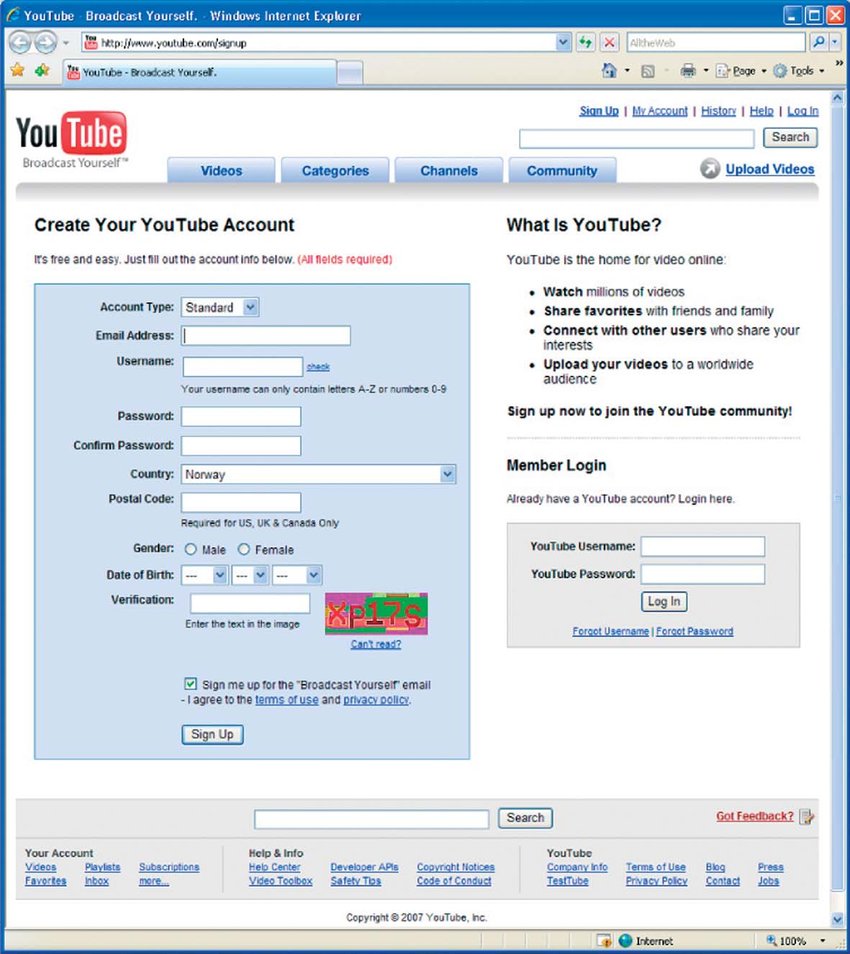 YouTube - Broadcast Yourself. - Windows Internet Explorer
http://www.youtube.com/signup
AlltheWeb
YouTube - Broadcast Yourself.
Page
Tools
Sign Up | My Account | History | Help | Log In
YouTube
Broadcast Yourself™
Search
Videos
Categories
Channels
Community
Upload Videos
Create Your YouTube Account
It's free and easy. Just fill out the account info below. (All fields required)
Account Type: Standard
Email Address:
Username:
check
Your username can only contain letters A-Z or numbers 0-9
Password:
Confirm Password:
Country: Norway
Postal Code:
Required for US, UK & Canada Only
Gender: Male Female
Date of Birth: --- --- ---
Verification:
Xp17S
Enter the text in the image
Can't read?
Sign me up for the "Broadcast Yourself" email
- I agree to the terms of use and privacy policy.
Sign Up
What Is YouTube?
YouTube is the home for video online:
• Watch millions of videos
• Share favorites with friends and family
• Connect with other users who share your
interests
• Upload your videos to a worldwide
audience
Sign up now to join the YouTube community!
Member Login
Already have a YouTube account? Login here.
YouTube Username:
YouTube Password:
Log In
Forgot Username | Forgot Password
Search
Got Feedback?
Your Account
Videos Playlists Subscriptions
Favorites Inbox more...
Help & Info
Help Center Developer APIs Copyright Notices
Video Toolbox Safety Tips Code of Conduct
YouTube
Company Info Terms of Use Blog Press
TestTube Privacy Policy Contact Jobs
Copyright © 2007 YouTube, Inc.
Internet
100%